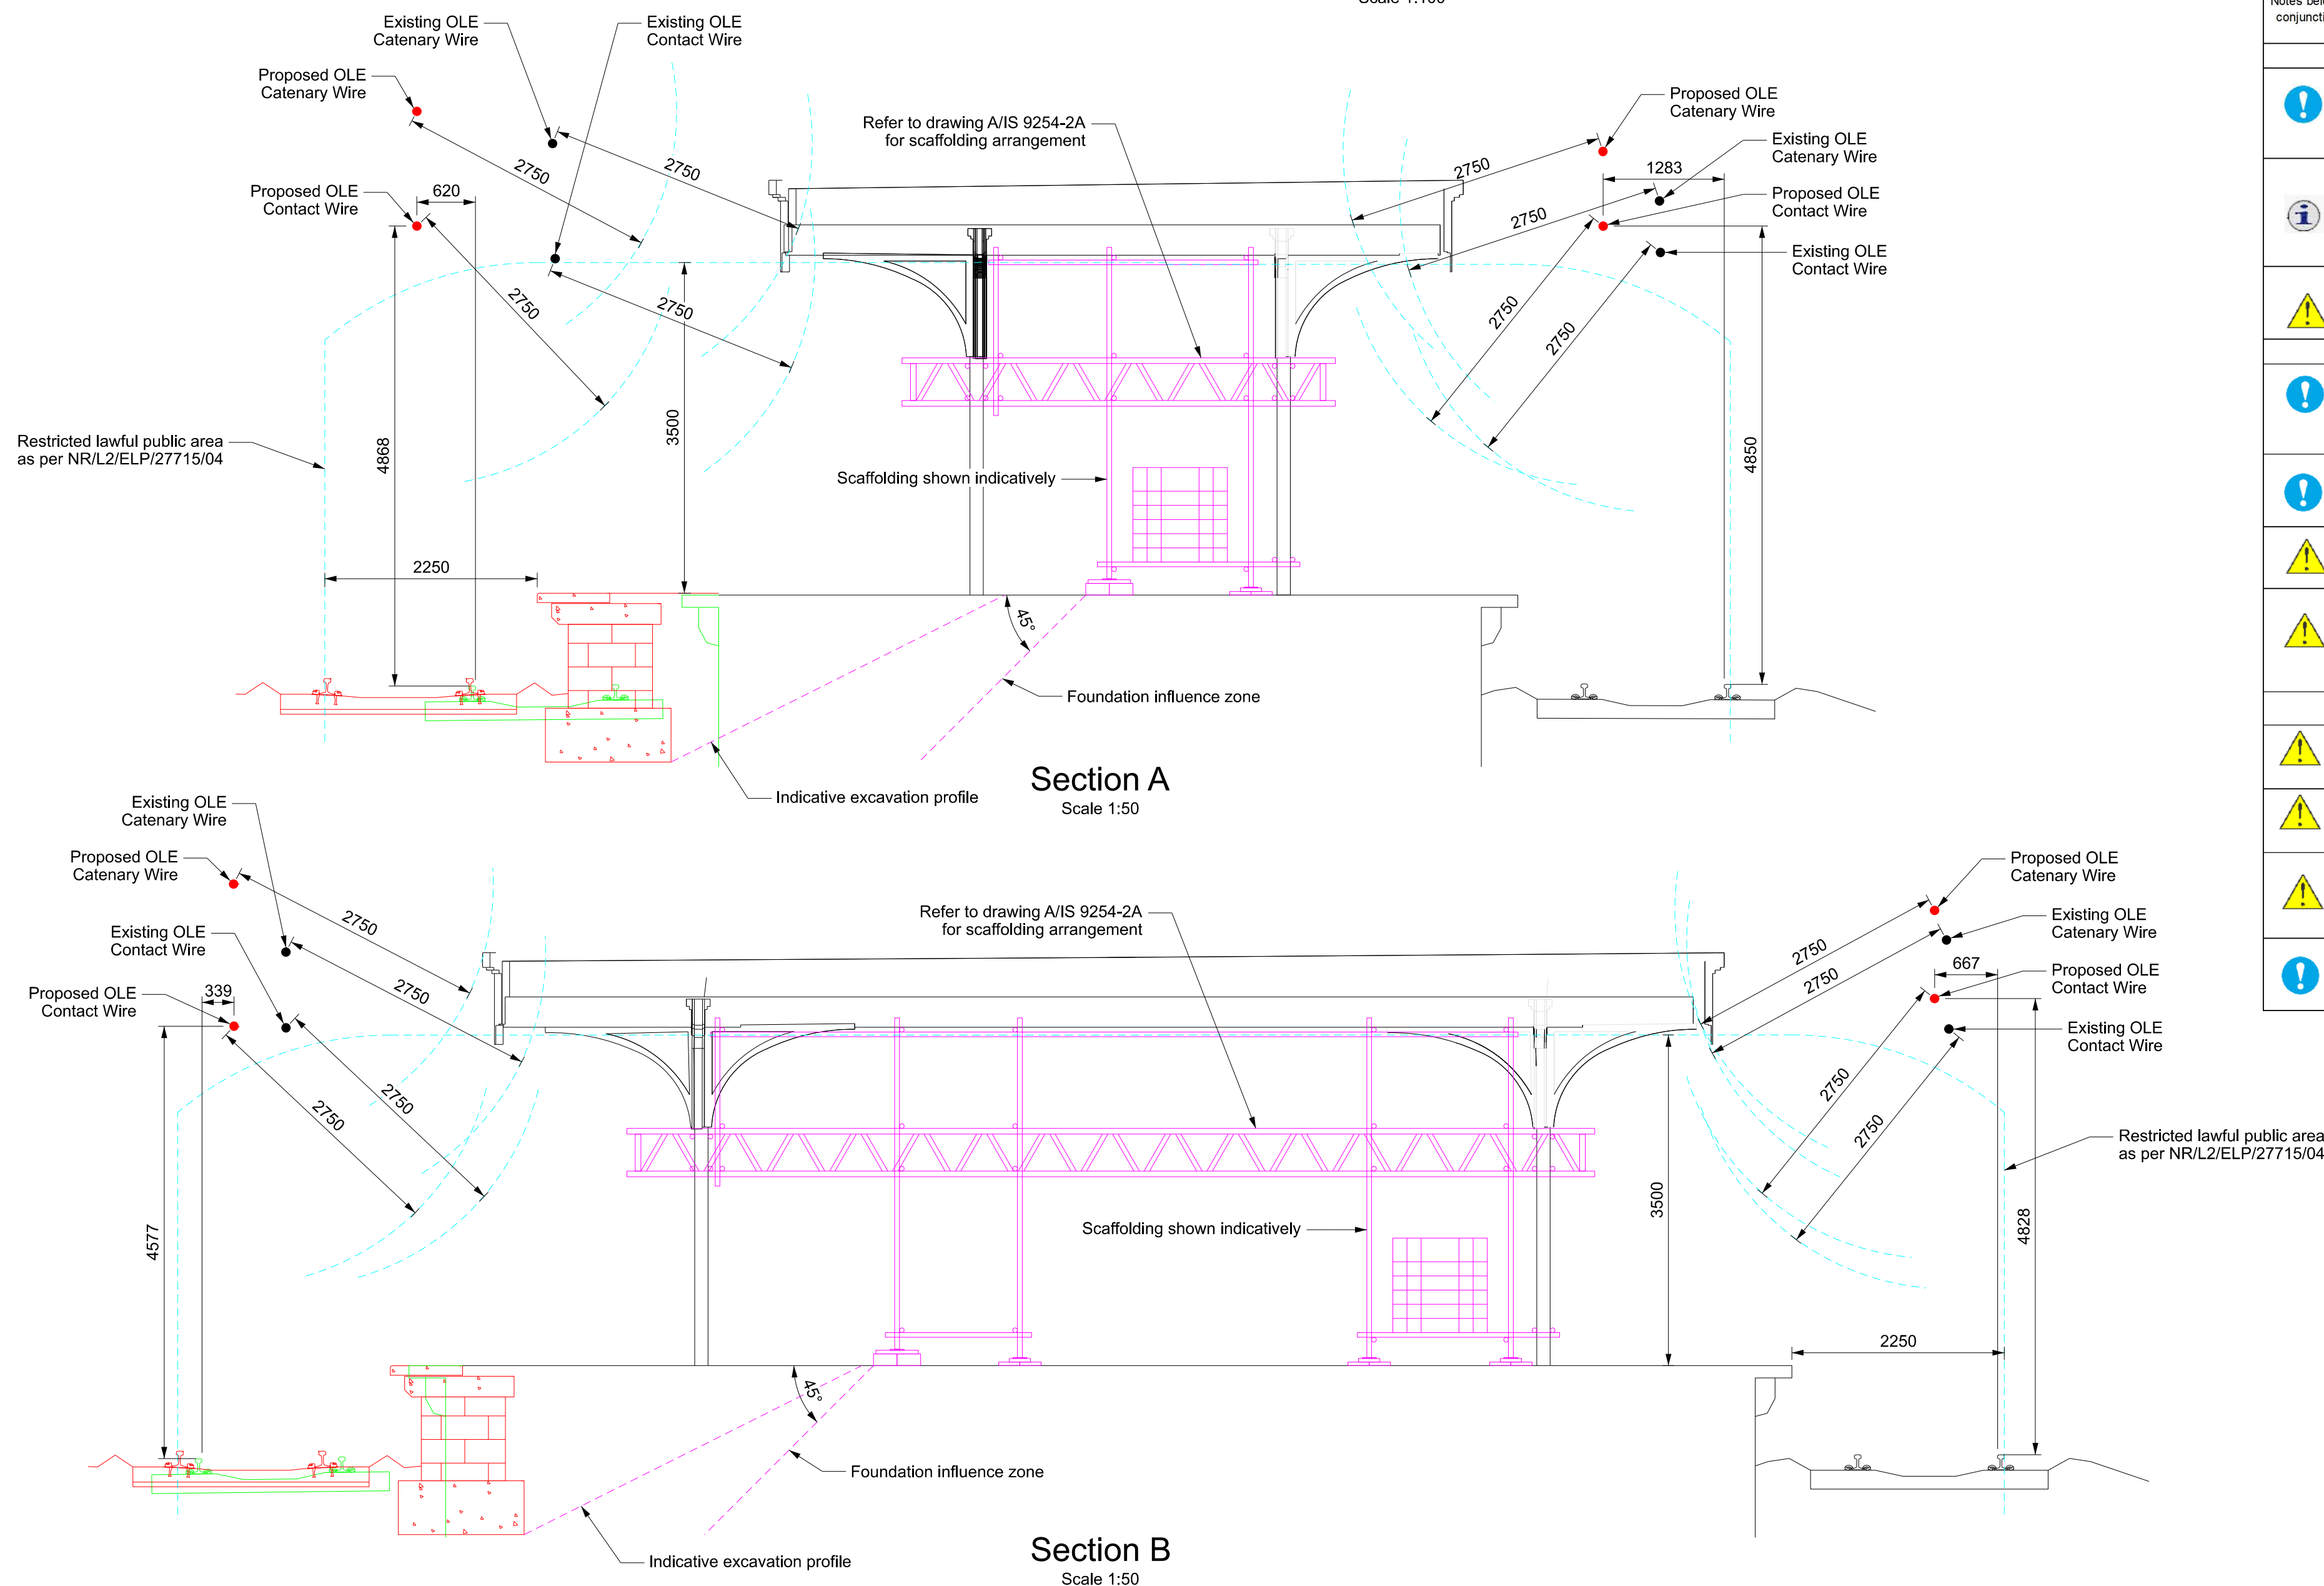 Scale 1:100
Notes belo
conjuncti
Existing OLE
Catenary Wire
Existing OLE
Contact Wire
Proposed OLE
Catenary Wire
Refer to drawing A/IS 9254-2A
for scaffolding arrangement
Proposed OLE
Catenary Wire
Existing OLE
Catenary Wire
2750
2750
2750
1283
Proposed OLE
Contact Wire
620
Proposed OLE
Contact Wire
2750
Existing OLE
Contact Wire
2750
2750
2750
2750
3500
4868
4850
Restricted lawful public area
as per NR/L2/ELP/27715/04
Scaffolding shown indicatively
2250
45°
Foundation influence zone
Indicative excavation profile
Section A
Scale 1:50
Existing OLE
Catenary Wire
Proposed OLE
Catenary Wire
Existing OLE
Contact Wire
Proposed OLE
Contact Wire
339
2750
2750
2750
2750
4577
Refer to drawing A/IS 9254-2A
for scaffolding arrangement
Proposed OLE
Catenary Wire
Existing OLE
Catenary Wire
2750
2750
667
Proposed OLE
Contact Wire
Existing OLE
Contact Wire
2750
2750
Restricted lawful public area
as per NR/L2/ELP/27715/04
3500
4828
Scaffolding shown indicatively
2250
45°
Foundation influence zone
Indicative excavation profile
Section B
Scale 1:50